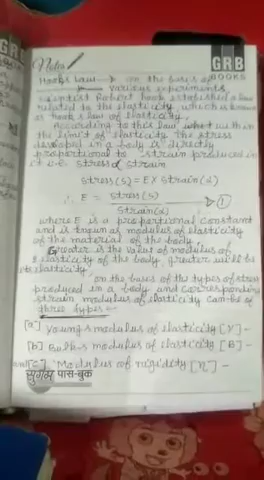 Notes
GRB
BOOKS
Hooks Law → on the basis of
various experiments
scientist Robert hook established a law
related to the elasticity which is known
as hook's law of elasticity.
According to this law within
the limit of elasticity the stress
developed in a body is directly
proportional to strain produced in
it i.e. stress ∝ strain
stress(s) = E × strain(α)
∴ E = stress(s) / strain(α) → ①
where E is a proportional constant
and is known as modulus of elasticity
of the material of the body.
Greater is the value of modulus of
elasticity of the body, greater will be
its elasticity.
on the bases of the types of stress
produced in a body and corresponding
strain modulus of elasticity can be of
three types :-
[a] Young's modulus of elasticity [Y] -
[b] Bulk's modulus of elasticity [B] -
[c] Modulus of rigidity [η] -
सुगम पास-बुक